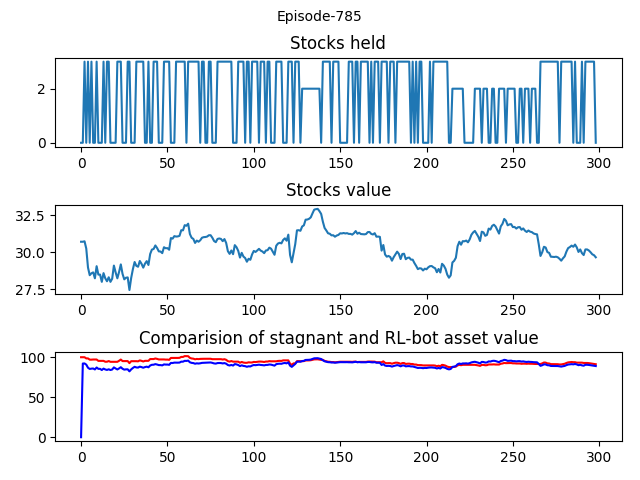 Episode-785
Stocks held
2
0
0 50 100 150 200 250 300
Stocks value
32.5
30.0
27.5
0 50 100 150 200 250 300
Comparision of stagnant and RL-bot asset value
100
50
0
0 50 100 150 200 250 300